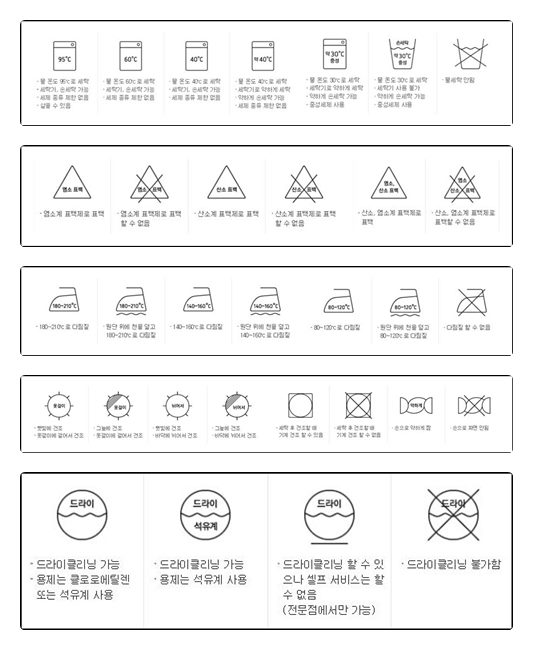 95℃
60℃
40℃
약 40℃
약 30℃
중성
손세탁
약 30℃
중성
· 물 온도 95℃로 세탁
· 세탁기, 손세탁 가능
· 세제 종류 제한 없음
· 삶을 수 있음
· 물 온도 60℃로 세탁
· 세탁기, 손세탁 가능
· 세제 종류 제한 없음
· 물 온도 40℃로 세탁
· 세탁기, 손세탁 가능
· 세제 종류 제한 없음
· 물 온도 40℃로 세탁
· 세탁기로 약하게 세탁
· 약하게 손세탁 가능
· 세제 종류 제한 없음
· 물 온도 30℃로 세탁
· 세탁기로 약하게 세탁
· 약하게 손세탁 가능
· 중성세제 사용
· 물 온도 30℃로 세탁
· 세탁기 사용 불가
· 약하게 손세탁 가능
· 중성세제 사용
· 물세탁 안됨
염소 표백
염소 표백
산소 표백
산소 표백
염소,
산소 표백
염소
산소 표백
· 염소계 표백제로 표백
· 염소계 표백제로 표백
할 수 없음
· 산소계 표백제로 표백
· 산소계 표백제로 표백
할 수 없음
· 산소, 염소계 표백제로
표백
· 산소, 염소계 표백제로
표백할 수 없음
180~210℃
180~210℃
140~160℃
140~160℃
80~120℃
80~120℃
· 180~210℃로 다림질
· 원단 위에 천을 덮고
180~210℃로 다림질
· 140~160℃로 다림질
· 원단 위에 천을 덮고
140~160℃로 다림질
· 80~120℃로 다림질
· 원단 위에 천을 덮고
80~120℃로 다림질
· 다림질 할 수 없음
옷걸이
옷걸이
뉘어서
뉘어서
약하게
· 햇빛에 건조
· 옷걸이에 걸어서 건조
· 그늘에 건조
· 옷걸이에 걸어서 건조
· 햇빛에 건조
· 바닥에 뉘어서 건조
· 그늘에 건조
· 바닥에 뉘어서 건조
· 세탁 후 건조할 때
기계 건조 할 수 있음
· 세탁 후 건조할 때
기계 건조 할 수 없음
· 손으로 약하게 짬
· 손으로 짜면 안됨
드라이
드라이
석유계
드라이
드라이
· 드라이클리닝 가능
· 용제는 클로로에틸렌
또는 석유계 사용
· 드라이클리닝 가능
· 용제는 석유계 사용
· 드라이클리닝 할 수 있
으나 셀프 서비스는 할
수 없음
(전문점에서만 가능)
· 드라이클리닝 불가함